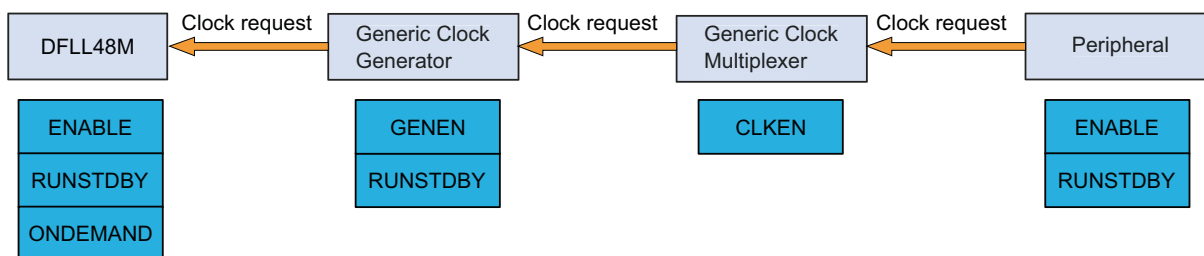 Clock request
Clock request
Clock request
DFLL48M
Generic Clock
Generator
Generic Clock
Multiplexer
Peripheral
ENABLE
GENEN
CLKEN
ENABLE
RUNSTDBY
RUNSTDBY
RUNSTDBY
ONDEMAND